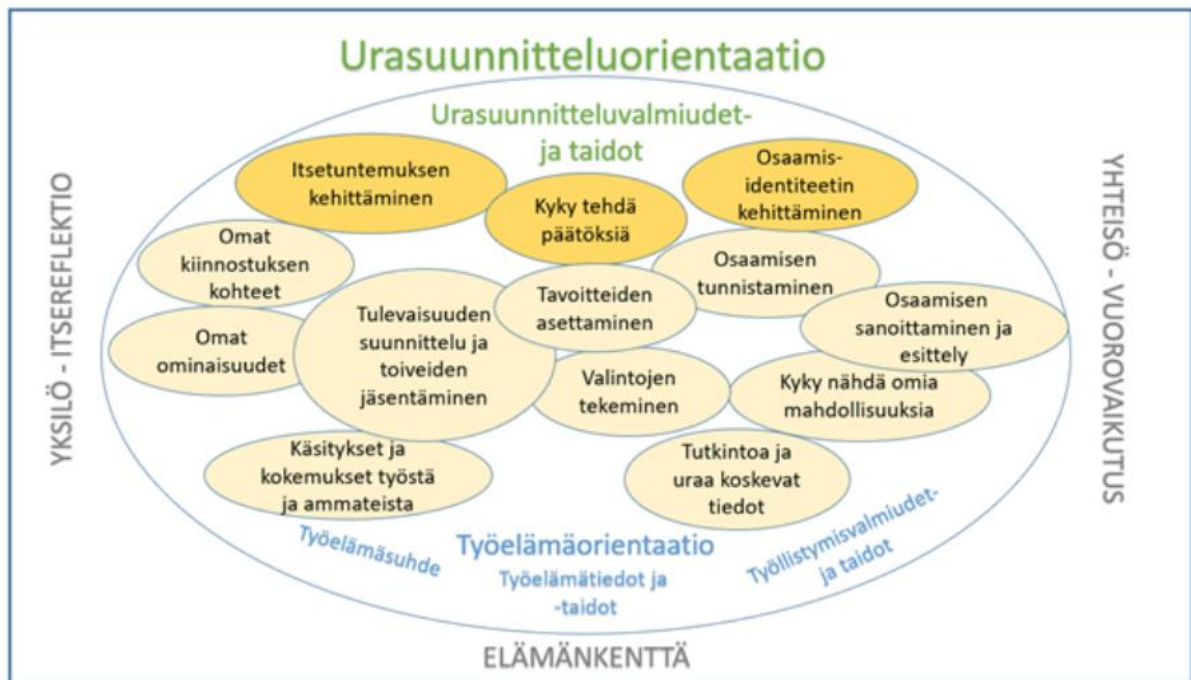 Urasuunnitteluorientaatio
Urasuunnitteluvalmiudet-
ja taidot
Itsetuntemuksen
kehittäminen
Kyky tehdä
päätöksiä
Osaamis-
identiteetin
kehittäminen
Omat
kiinnostuksen
kohteet
Osaamisen
tunnistaminen
Tavoitteiden
asettaminen
Osaamisen
sanoittaminen ja
esittely
Omat
ominaisuudet
Tulevaisuuden
suunnittelu ja
toiveiden
jäsentäminen
Valintojen
tekeminen
Kyky nähdä omia
mahdollisuuksia
Käsitykset ja
kokemukset työstä
ja ammateista
Tutkintoa ja
uraa koskevat
tiedot
Työelämäsuhde
Työelämäorientaatio
Työelämätiedot ja
-taidot
Työllistymisvalmiudet-
ja taidot
YKSILÖ - ITSEREFLEKTIO
YHTEISÖ - VUOROVAIKUTUS
ELÄMÄNKENTTÄ